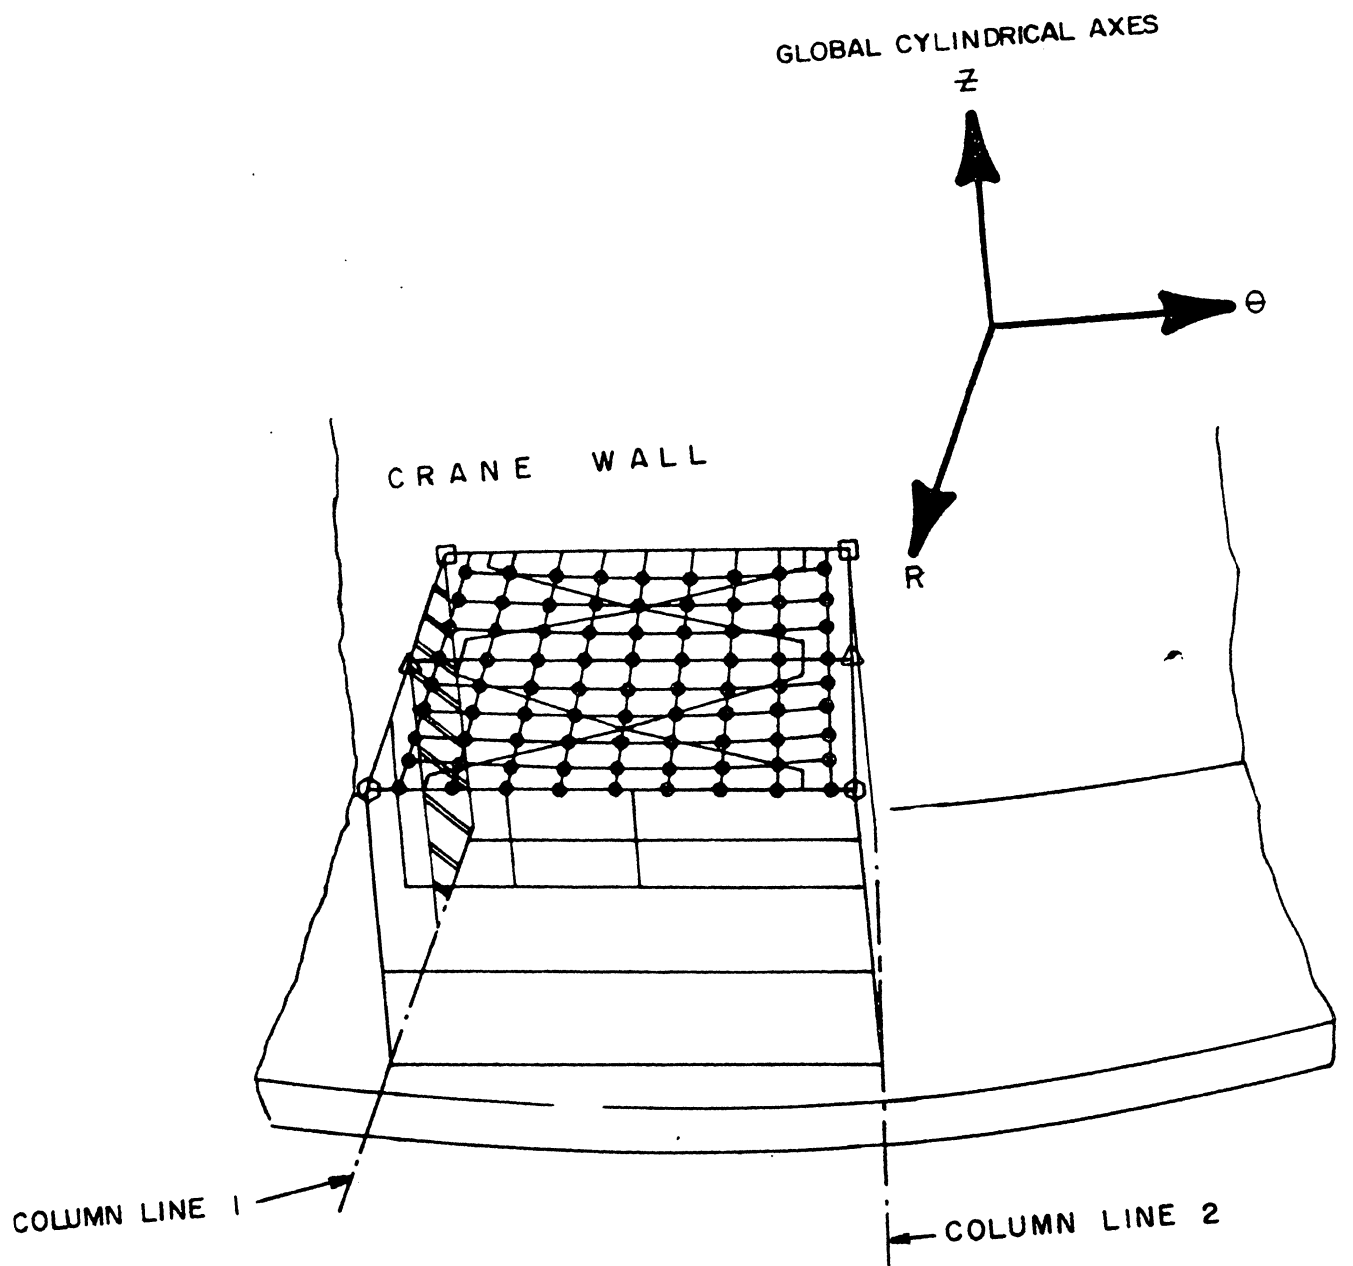 GLOBAL CYLINDRICAL AXES
Z
θ
R
CRANE WALL
COLUMN LINE 1
COLUMN LINE 2